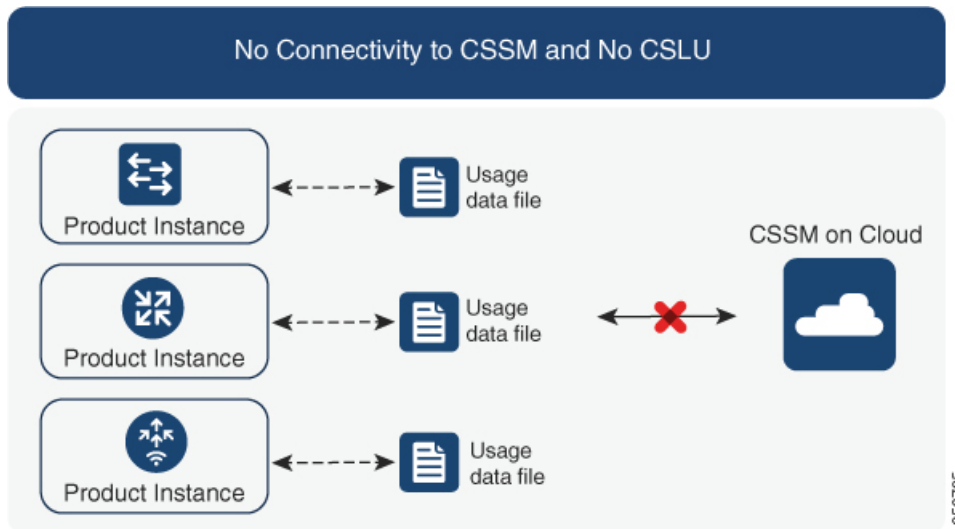 No Connectivity to CSSM and No CSLU
Product Instance
Usage
data file
Product Instance
Usage
data file
Product Instance
Usage
data file
CSSM on Cloud